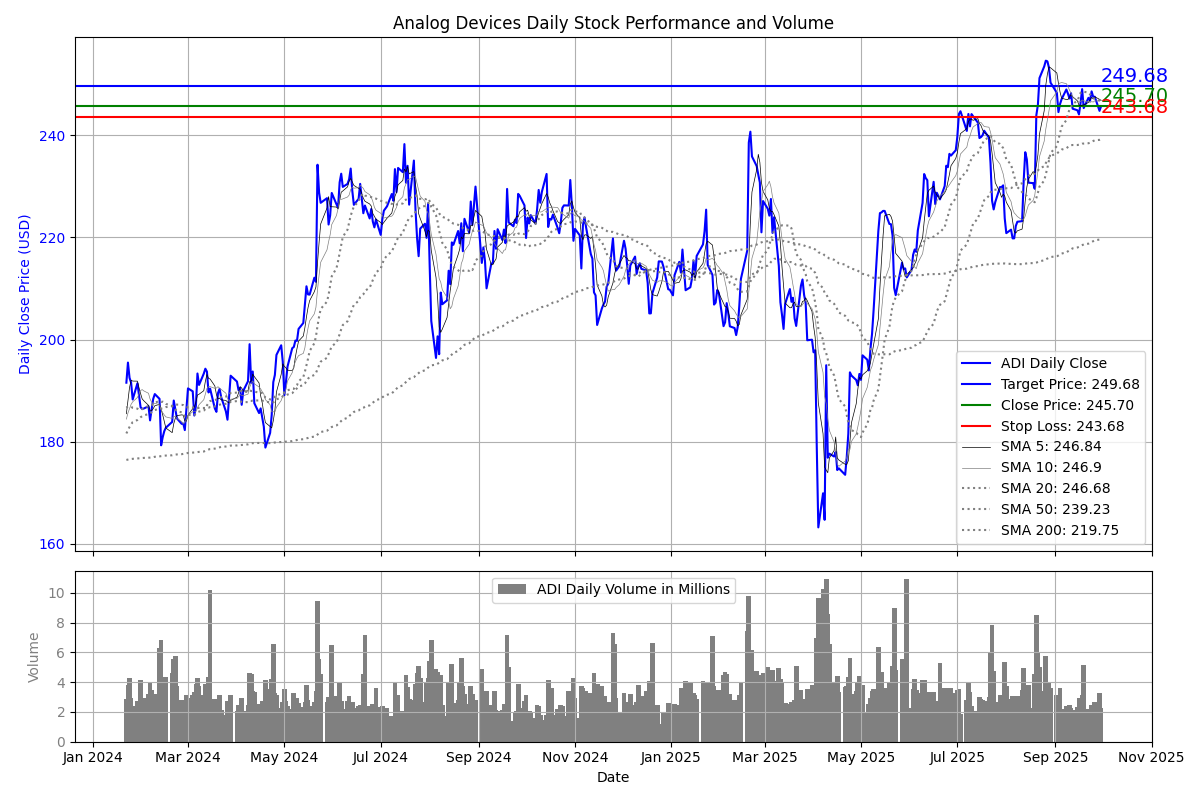 Analog Devices Daily Stock Performance and Volume
249.68
245.70
243.68
240
220
200
180
160
Daily Close Price (USD)
ADI Daily Close
Target Price: 249.68
Close Price: 245.70
Stop Loss: 243.68
SMA 5: 246.84
SMA 10: 246.9
SMA 20: 246.68
SMA 50: 239.23
SMA 200: 219.75
ADI Daily Volume in Millions
10
8
6
4
2
0
Volume
Jan 2024 Mar 2024 May 2024 Jul 2024 Sep 2024 Nov 2024 Jan 2025 Mar 2025 May 2025 Jul 2025 Sep 2025 Nov 2025
Date